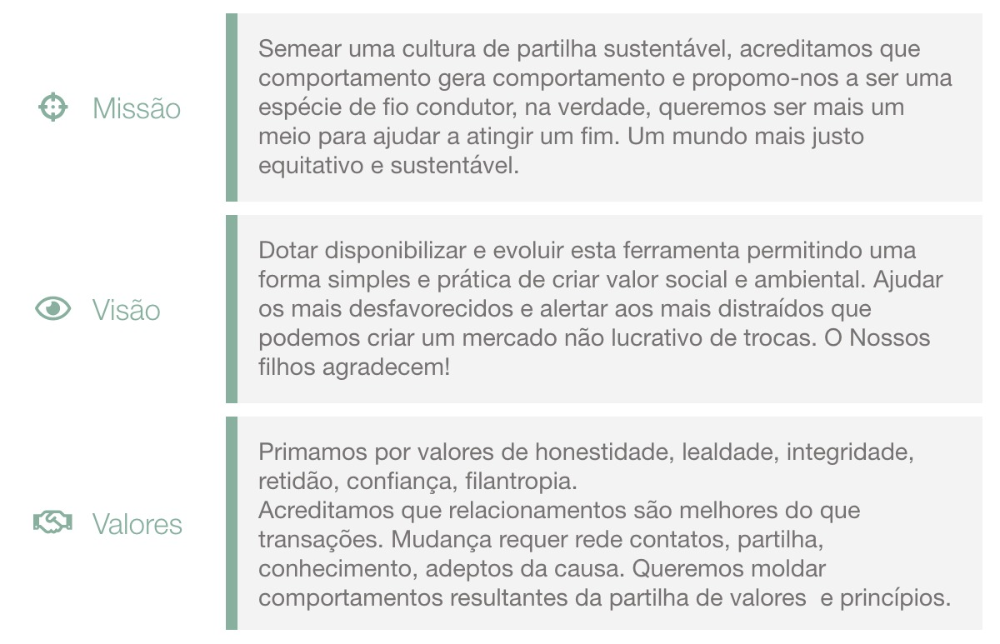 Missão
Semear uma cultura de partilha sustentável, acreditamos que
comportamento gera comportamento e propomo-nos a ser uma
espécie de fio condutor, na verdade, queremos ser mais um
meio para ajudar a atingir um fim. Um mundo mais justo
equitativo e sustentável.
Visão
Dotar disponibilizar e evoluir esta ferramenta permitindo uma
forma simples e prática de criar valor social e ambiental. Ajudar
os mais desfavorecidos e alertar aos mais distraídos que
podemos criar um mercado não lucrativo de trocas. O Nossos
filhos agradecem!
Valores
Primamos por valores de honestidade, lealdade, integridade,
retidão, confiança, filantropia.
Acreditamos que relacionamentos são melhores do que
transações. Mudança requer rede contatos, partilha,
conhecimento, adeptos da causa. Queremos moldar
comportamentos resultantes da partilha de valores  e princípios.